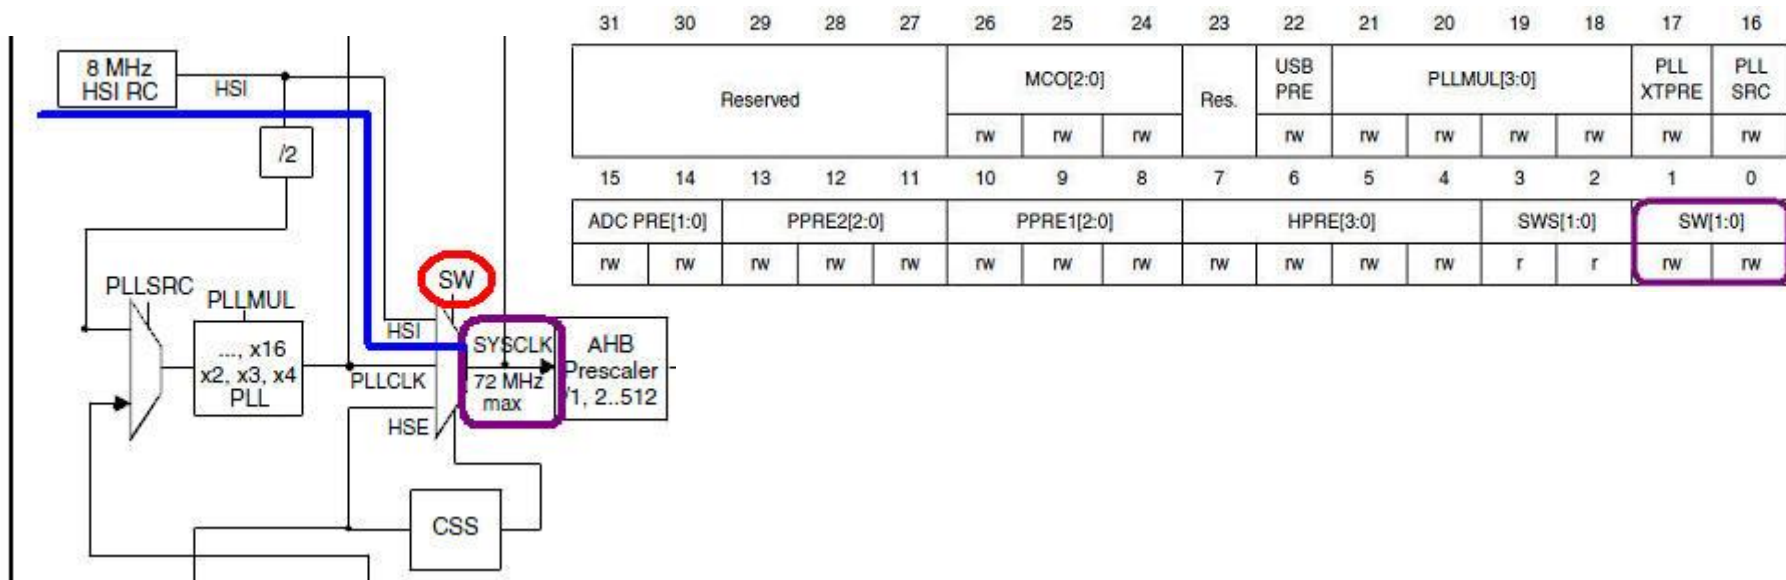 8 MHz
HSI RC
HSI
/2
PLLSRC
PLLMUL
..., x16
x2, x3, x4
PLL
SW
HSI
PLLCLK
HSE
SYSCLK
72 MHz
max
AHB
Prescaler
/1, 2..512
CSS
31 30 29 28 27 26 25 24 23 22 21 20 19 18 17 16
Reserved MCO[2:0] Res. USB PRE PLLMUL[3:0] PLL XTPRE PLL SRC
rw rw rw rw rw rw rw rw rw rw
15 14 13 12 11 10 9 8 7 6 5 4 3 2 1 0
ADC PRE[1:0] PPRE2[2:0] PPRE1[2:0] HPRE[3:0] SWS[1:0] SW[1:0]
rw rw rw rw rw rw rw rw rw rw rw rw r r rw rw